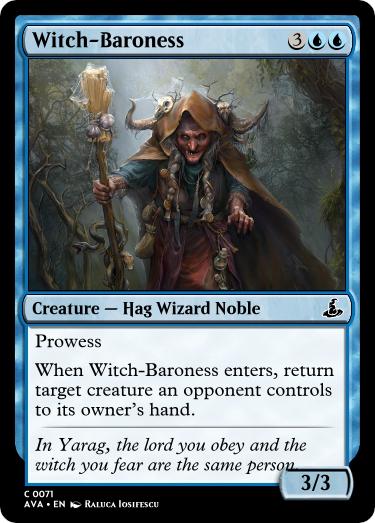 Witch-Baroness 3
Creature — Hag Wizard Noble
Prowess
When Witch-Baroness enters, return
target creature an opponent controls
to its owner's hand.
In Yarag, the lord you obey and the
witch you fear are the same person.
3/3
C 0071
AVA • EN Raluca Iosifescu